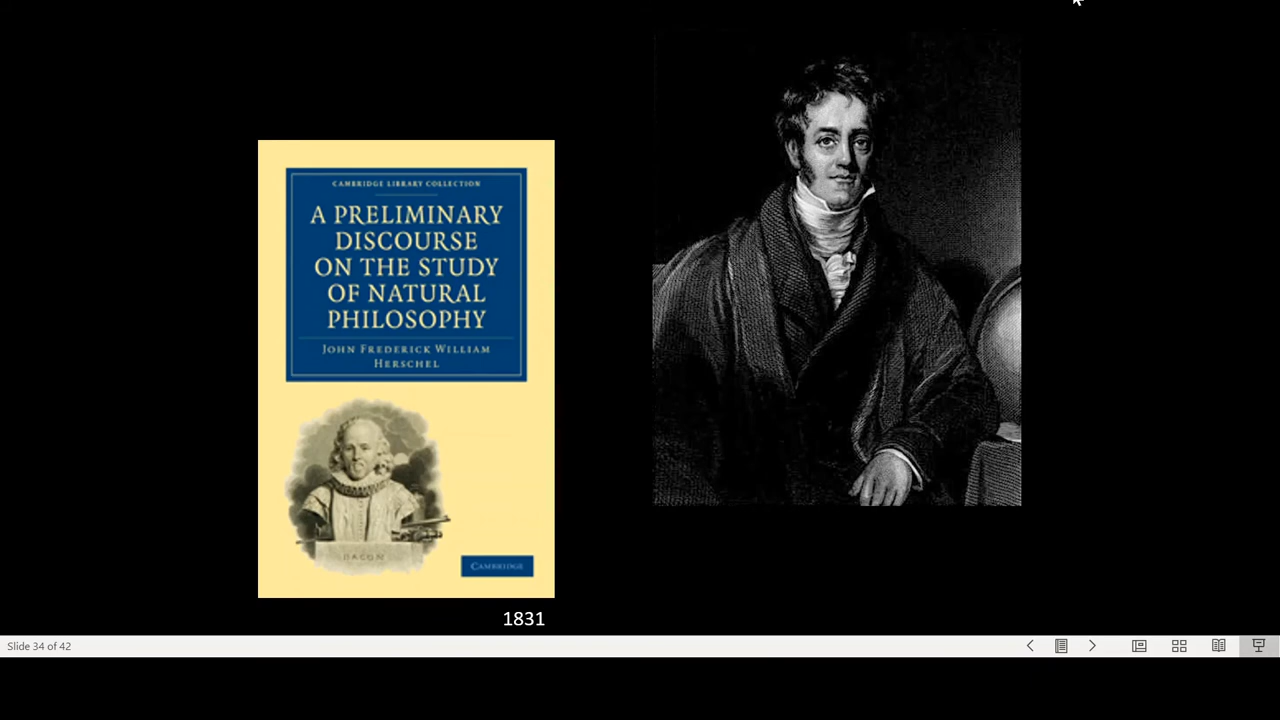 CAMBRIDGE LIBRARY COLLECTION
A PRELIMINARY
DISCOURSE
ON THE STUDY
OF NATURAL
PHILOSOPHY
JOHN FREDERICK WILLIAM
HERSCHEL
BACON
CAMBRIDGE
1831
Slide 34 of 42